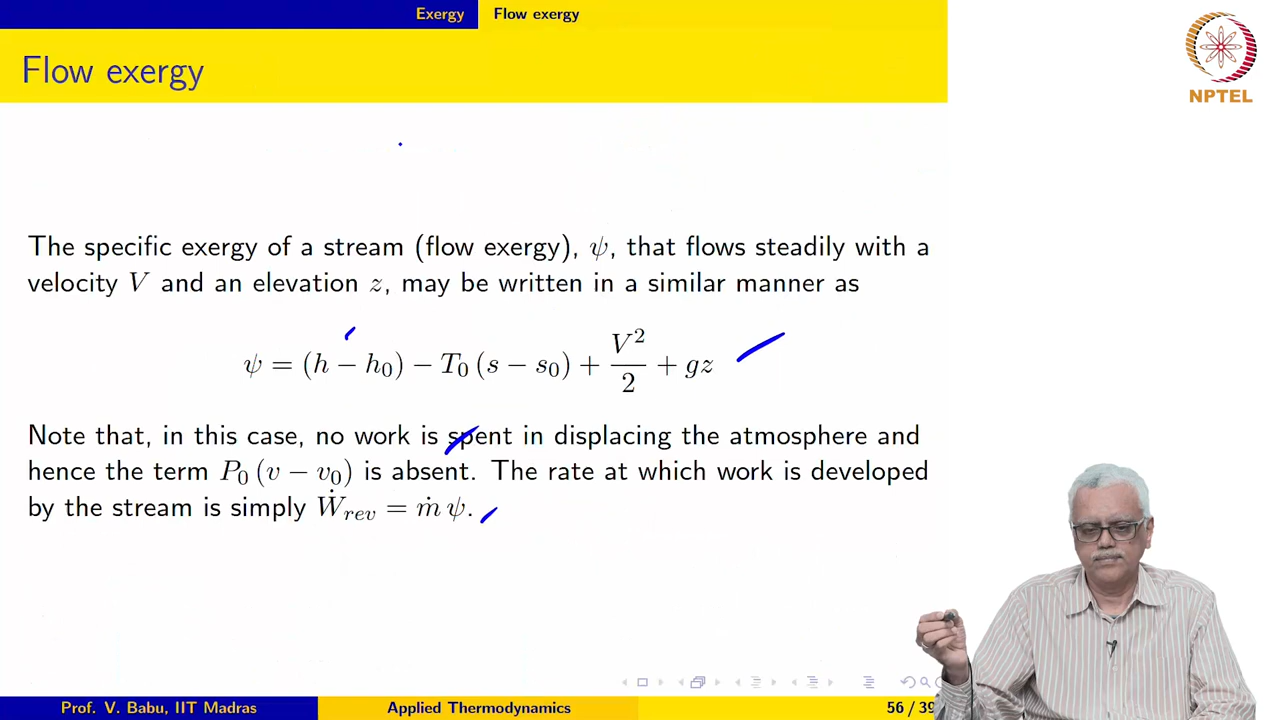 Exergy Flow exergy
Flow exergy
NPTEL
The specific exergy of a stream (flow exergy), ψ, that flows steadily with a
velocity V and an elevation z, may be written in a similar manner as
ψ = (h − h₀) − T₀ (s − s₀) + V²/2 + gz
Note that, in this case, no work is spent in displacing the atmosphere and
hence the term P₀ (v − v₀) is absent. The rate at which work is developed
by the stream is simply Ẇ_rev = ṁ ψ.
Prof. V. Babu, IIT Madras Applied Thermodynamics 56 / 39